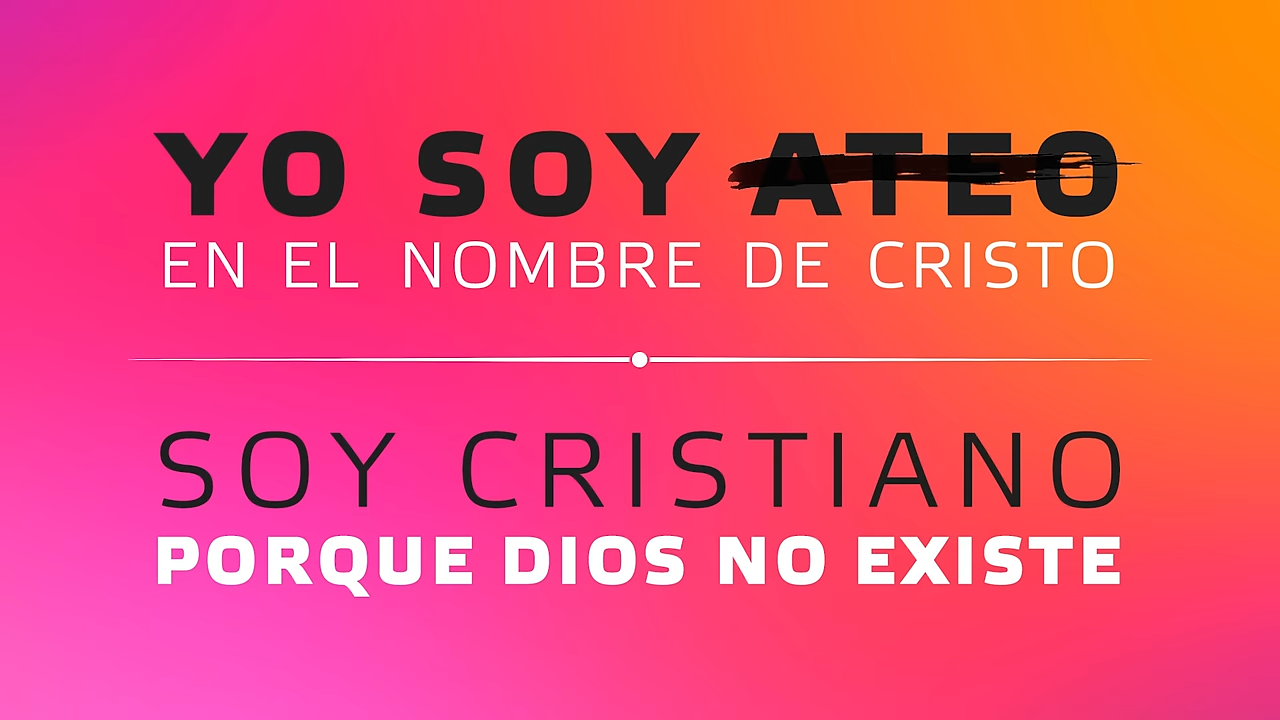 YO SOY ATEO
EN EL NOMBRE DE CRISTO
SOY CRISTIANO
PORQUE DIOS NO EXISTE